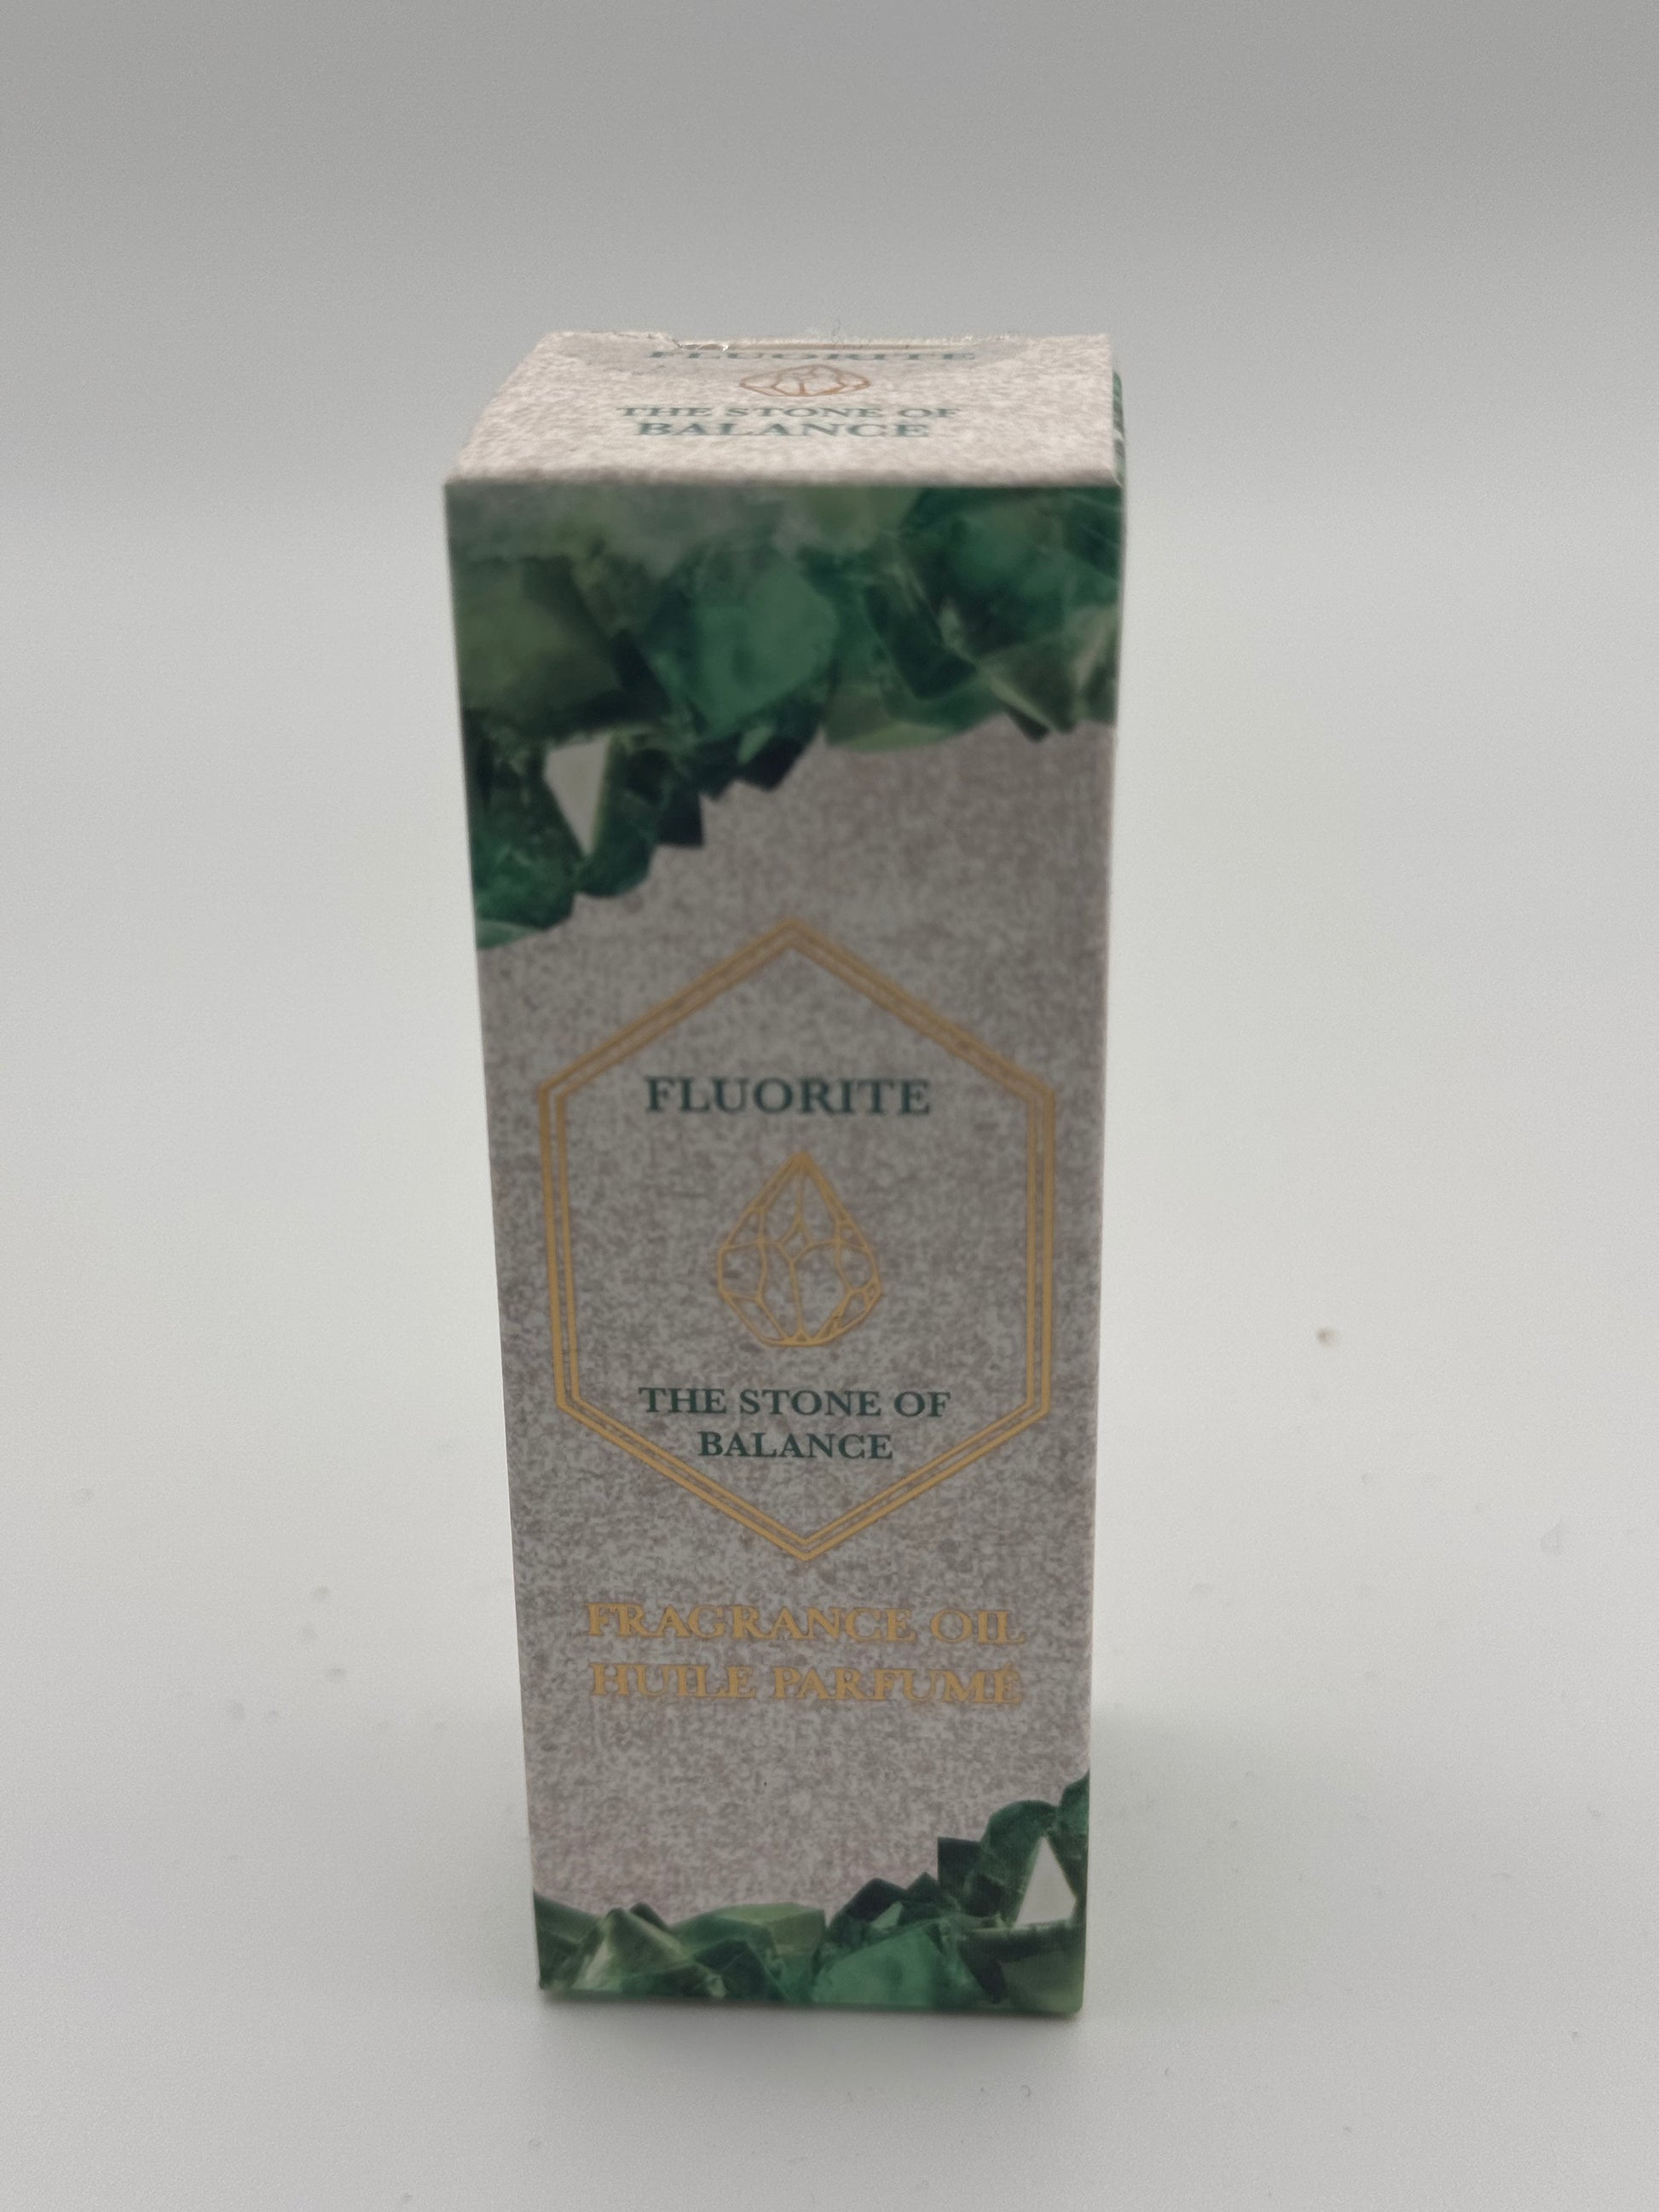 FLUORITE
THE STONE OF
BALANCE
FLUORITE
THE STONE OF
BALANCE
FRAGRANCE OIL
HUILE PARFUMÉ